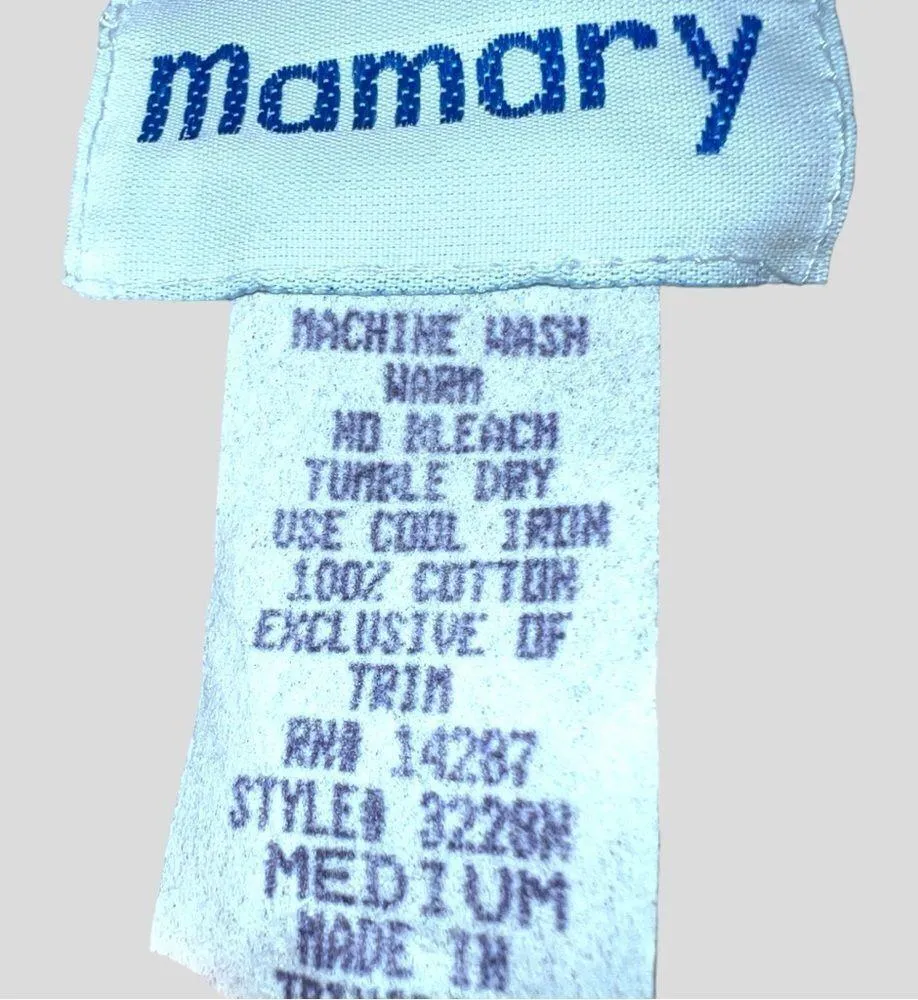 mamary
MACHINE WASH
WARM
NO BLEACH
TUMBLE DRY
USE COOL IRON
100% COTTON
EXCLUSIVE OF
TRIM
RN# 14287
STYLE# 3228N
MEDIUM
MADE IN